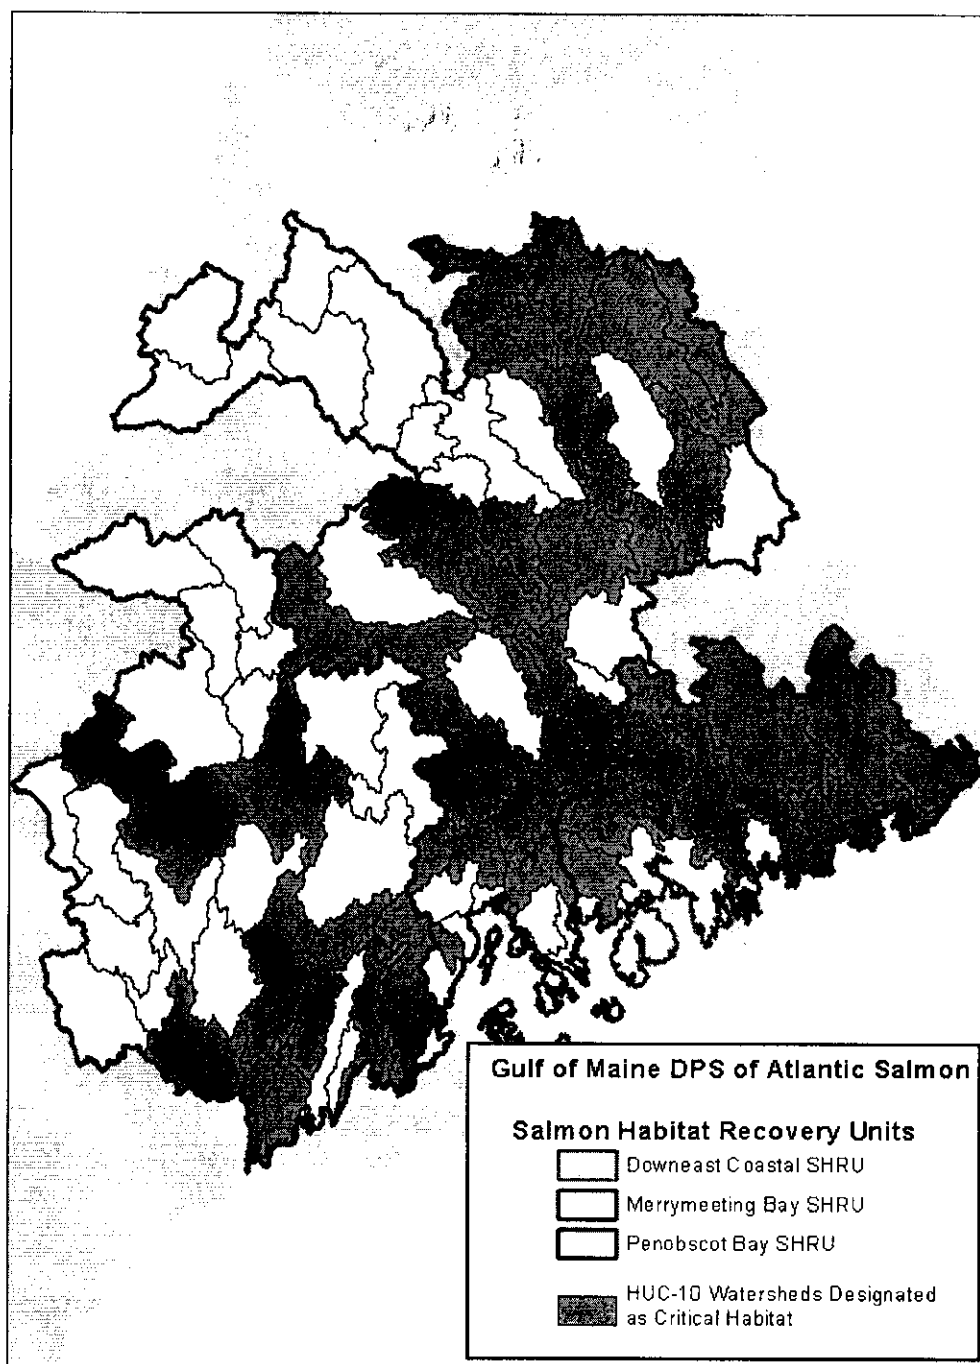 Gulf of Maine DPS of Atlantic Salmon
Salmon Habitat Recovery Units
Downeast Coastal SHRU
Merrymeeting Bay SHRU
Penobscot Bay SHRU
HUC-10 Watersheds Designated
as Critical Habitat